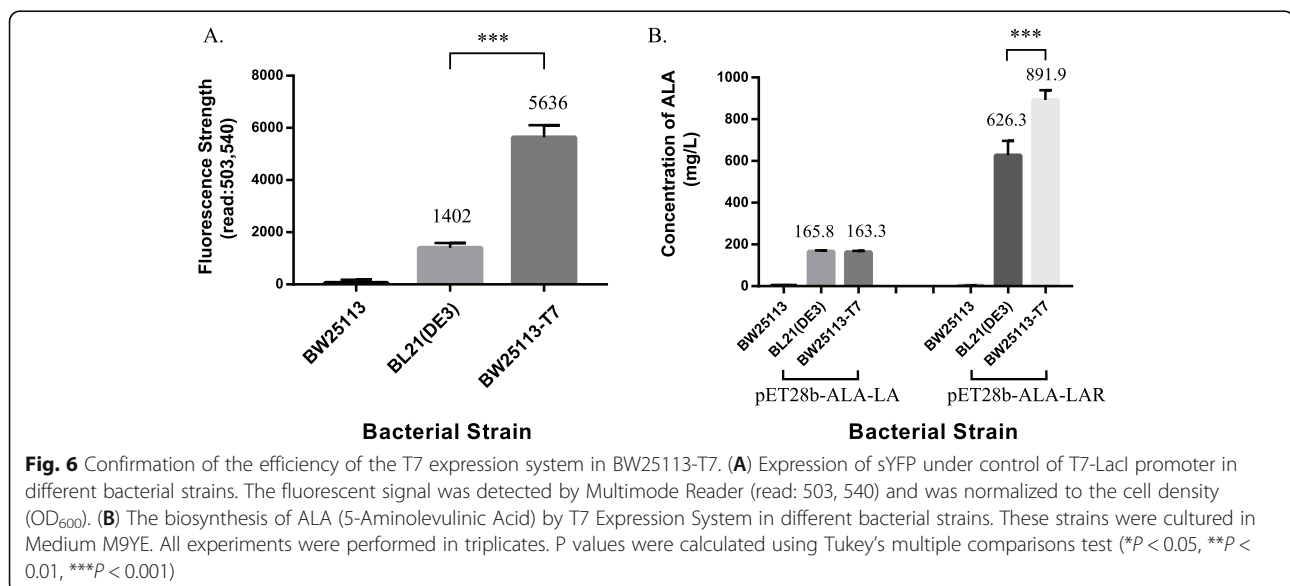 A.
***
8000
6000
4000
2000
0
Fluorescence Strength
(read:503,540)
1402
5636
BW25113
BL21(DE3)
BW25113-T7
Bacterial Strain
B.
***
1000
800
600
400
200
0
Concentration of ALA
(mg/L)
165.8
163.3
626.3
891.9
BW25113
BL21(DE3)
BW25113-T7
BW25113
BL21(DE3)
BW25113-T7
pET28b-ALA-LA
pET28b-ALA-LAR
Bacterial Strain
Fig. 6 Confirmation of the efficiency of the T7 expression system in BW25113-T7. (A) Expression of sYFP under control of T7-LacI promoter in
different bacterial strains. The fluorescent signal was detected by Multimode Reader (read: 503, 540) and was normalized to the cell density
(OD600). (B) The biosynthesis of ALA (5-Aminolevulinic Acid) by T7 Expression System in different bacterial strains. These strains were cultured in
Medium M9YE. All experiments were performed in triplicates. P values were calculated using Tukey's multiple comparisons test (*P < 0.05, **P <
0.01, ***P < 0.001)